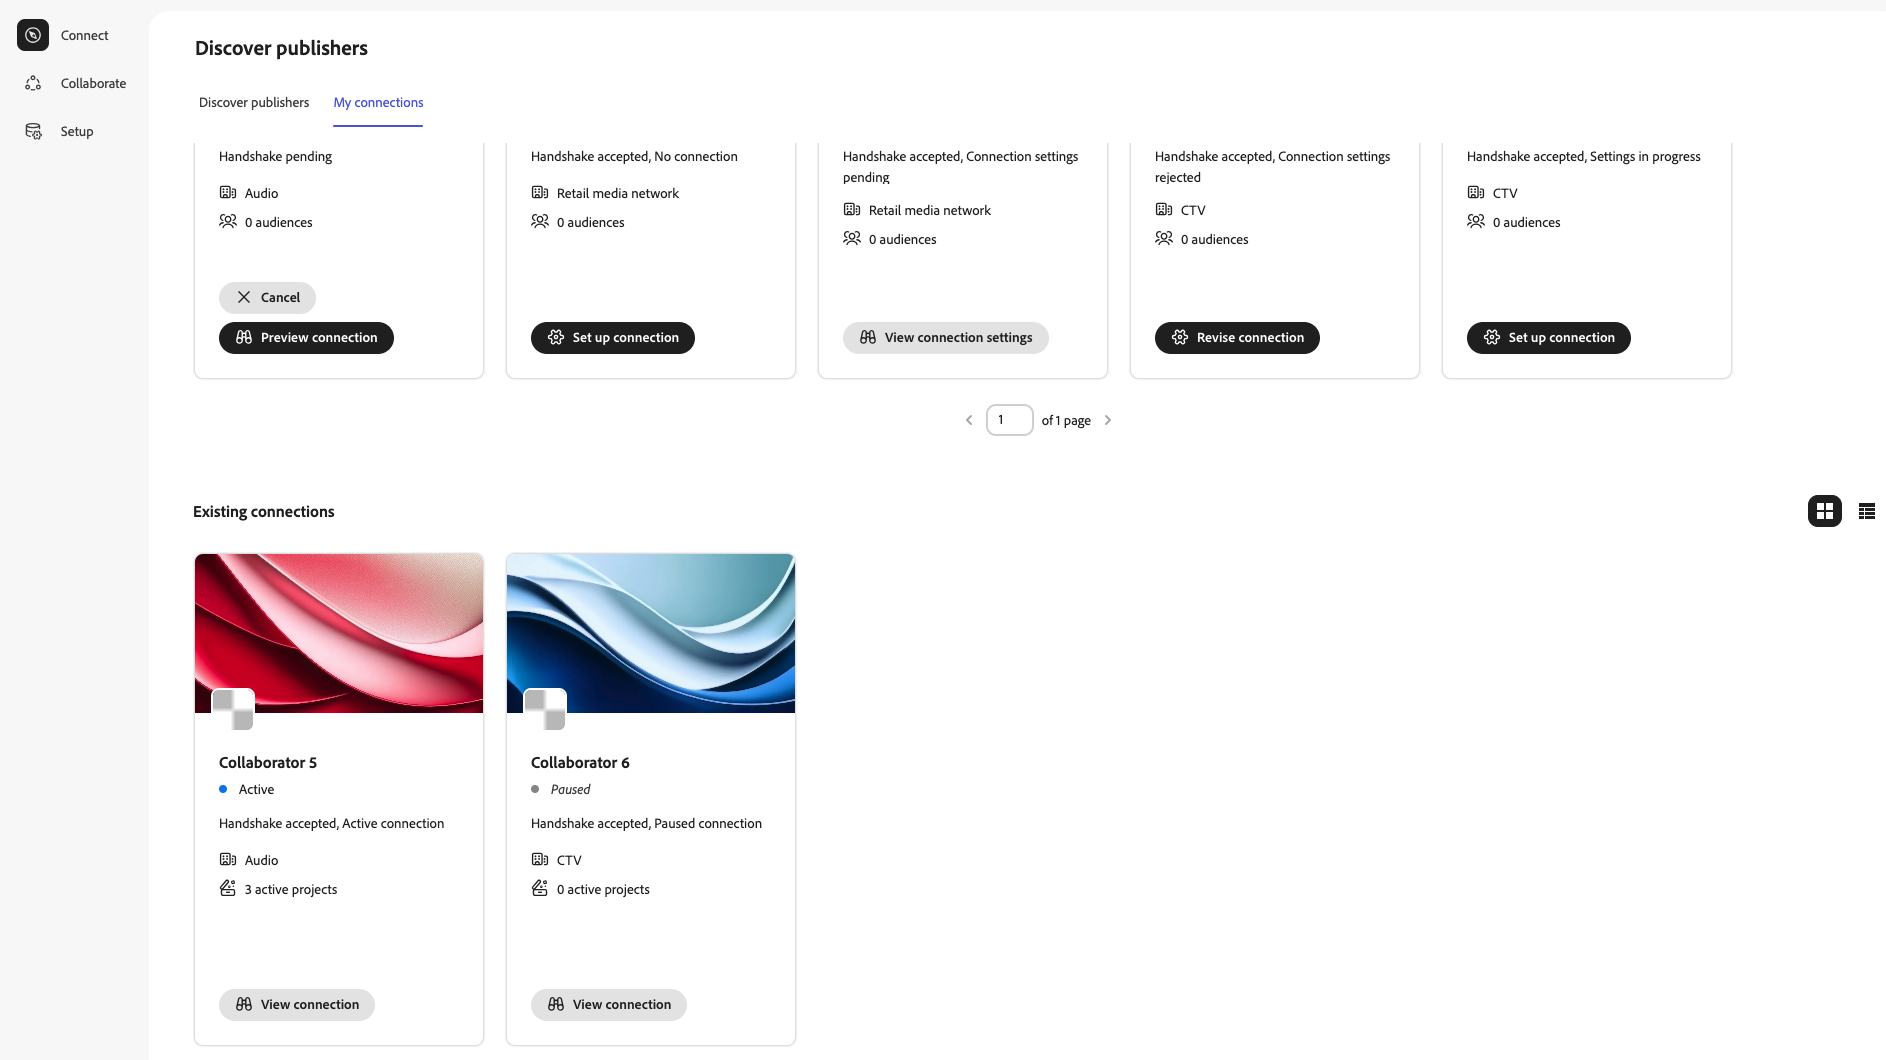 Connect
Collaborate
Setup
Discover publishers
Discover publishers
My connections
Handshake pending
Audio
0 audiences
Cancel
Preview connection
Handshake accepted, No connection
Retail media network
0 audiences
Set up connection
Handshake accepted, Connection settings
pending
Retail media network
0 audiences
View connection settings
Handshake accepted, Connection settings
rejected
CTV
0 audiences
Revise connection
Handshake accepted, Settings in progress
CTV
0 audiences
Set up connection
1
of 1 page
Existing connections
Collaborator 5
Active
Handshake accepted, Active connection
Audio
3 active projects
View connection
Collaborator 6
Paused
Handshake accepted, Paused connection
CTV
0 active projects
View connection